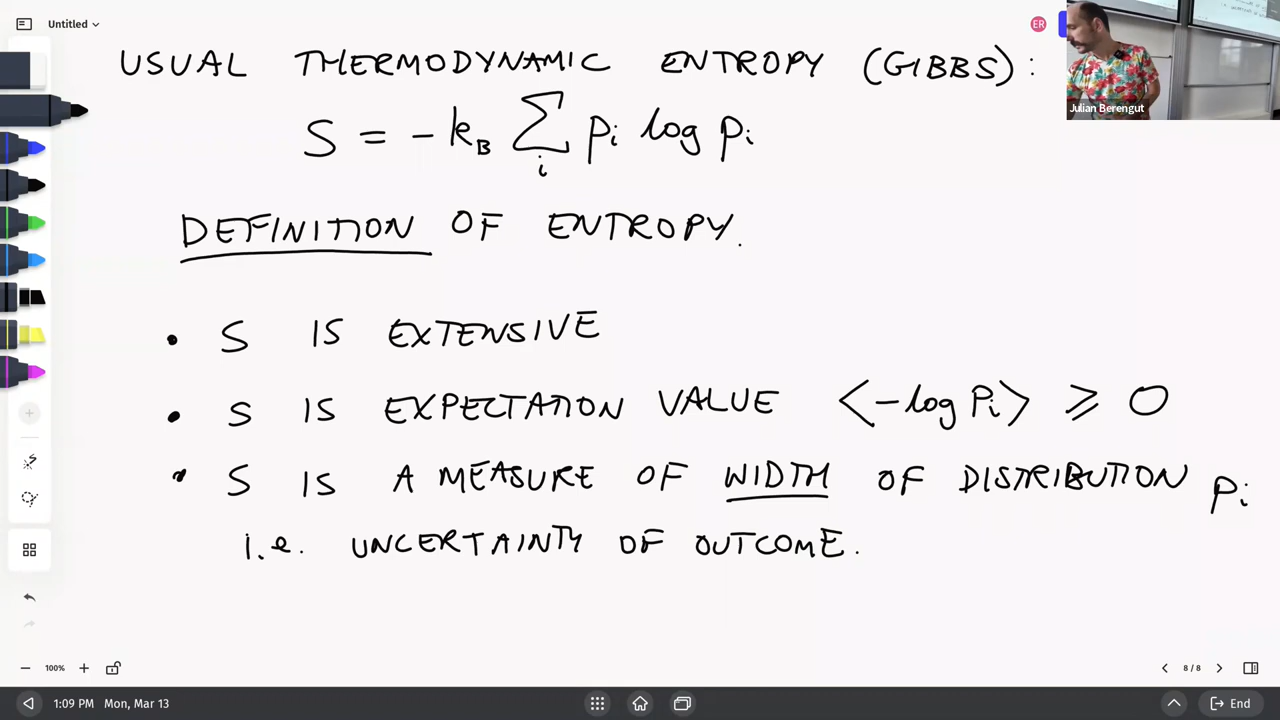 Untitled
ER
USUAL THERMODYNAMIC ENTROPY (GIBBS):
Julian Berengut
S = -k_B ∑_i p_i log p_i
DEFINITION OF ENTROPY.
• S IS EXTENSIVE
• S IS EXPECTATION VALUE ⟨-log P_i⟩ ⩾ 0
• S IS A MEASURE OF WIDTH OF DISTRIBUTION p_i
i.e. UNCERTAINTY OF OUTCOME.
100%
8 / 8
1:09 PM Mon, Mar 13
End